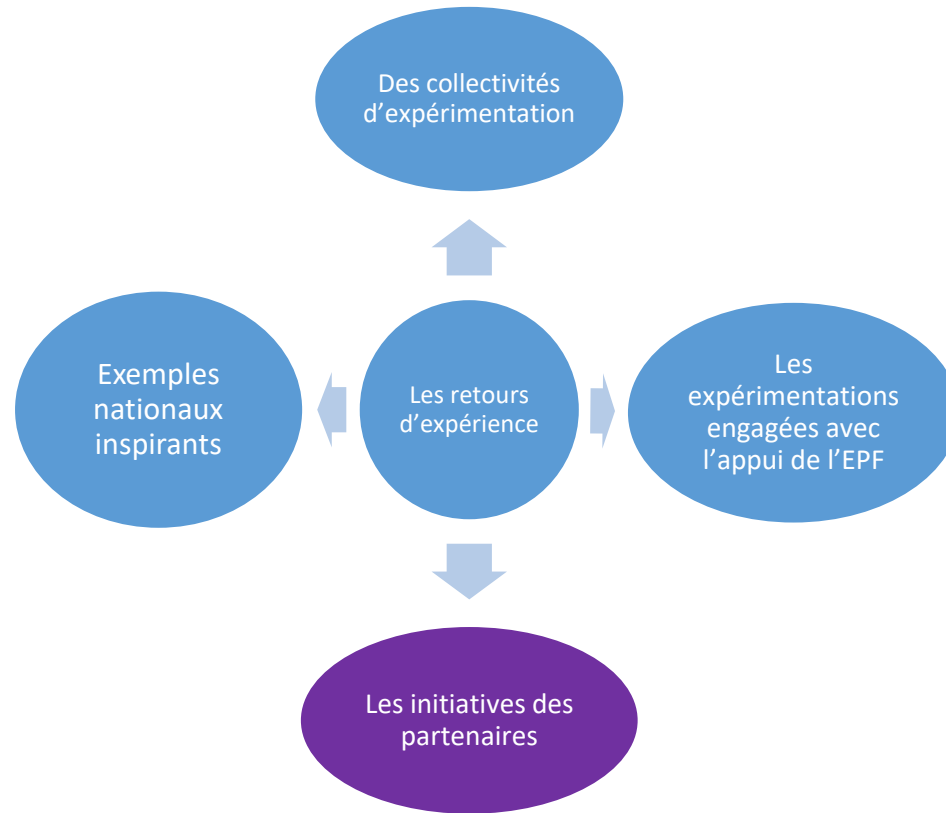 Des collectivités
d’expérimentation
Exemples
nationaux
inspirants
Les retours
d’expérience
Les
expérimentations
engagées avec
l’appui de l’EPF
Les initiatives des
partenaires